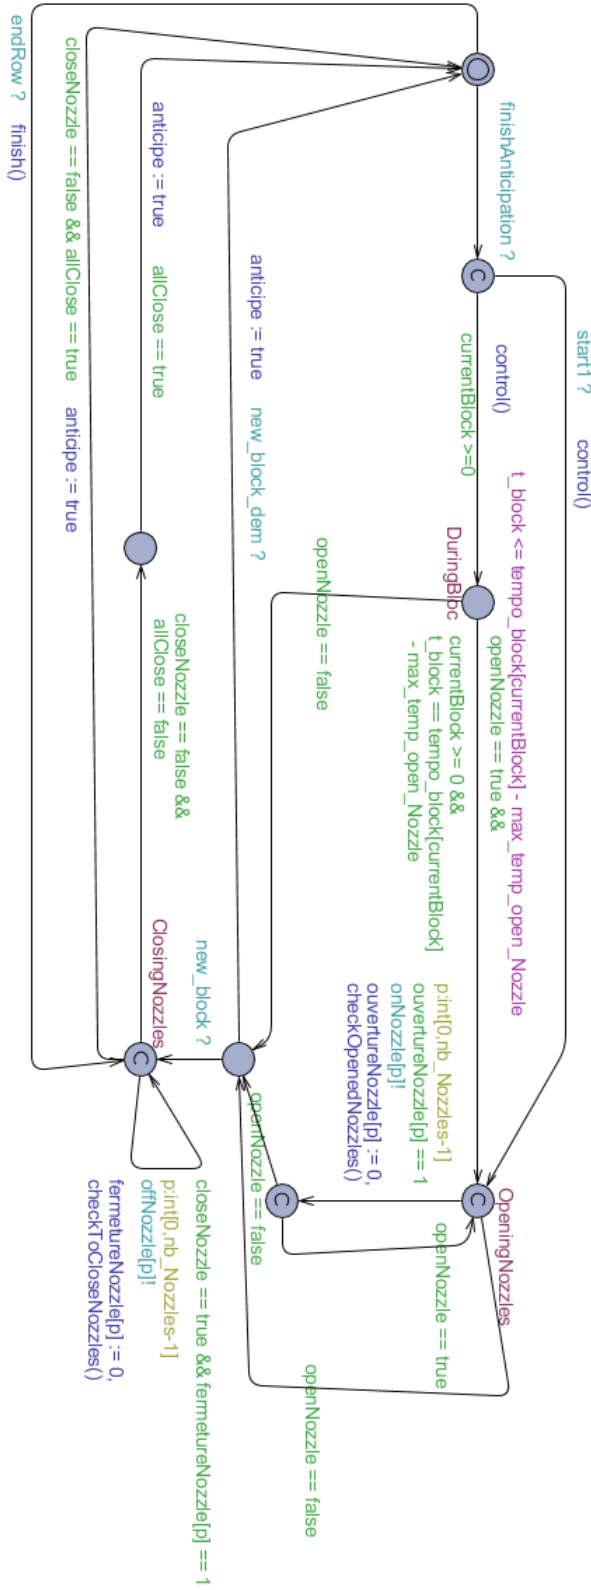 start1 ?
control()
finishAnticipation ?
control()
currentBlock >=0
t_block <= tempo_block[currentBlock] - max_temp_open_Nozzle
DuringBloc
openNozzle == true &&
currentBlock >= 0 &&
t_block == tempo_block[currentBlock]
- max_temp_open_Nozzle
openNozzle == false
OpeningNozzles
p:int[0,nb_Nozzles-1]
ouvertureNozzle[p] == 1
onNozzle[p]!
ouvertureNozzle[p] := 0,
checkOpenedNozzles()
openNozzle == true
openNozzle == false
openNozzle == false
anticipe := true
new_block_dem ?
new_block ?
ClosingNozzles
closeNozzle == true && fermetureNozzle[p] == 1
p:int[0,nb_Nozzles-1]
offNozzle[p]!
fermetureNozzle[p] := 0,
checkToCloseNozzles()
closeNozzle == false &&
allClose == false
anticipe := true
allClose == true
closeNozzle == false && allClose == true
anticipe := true
endRow ?
finish()
C
C
C
C